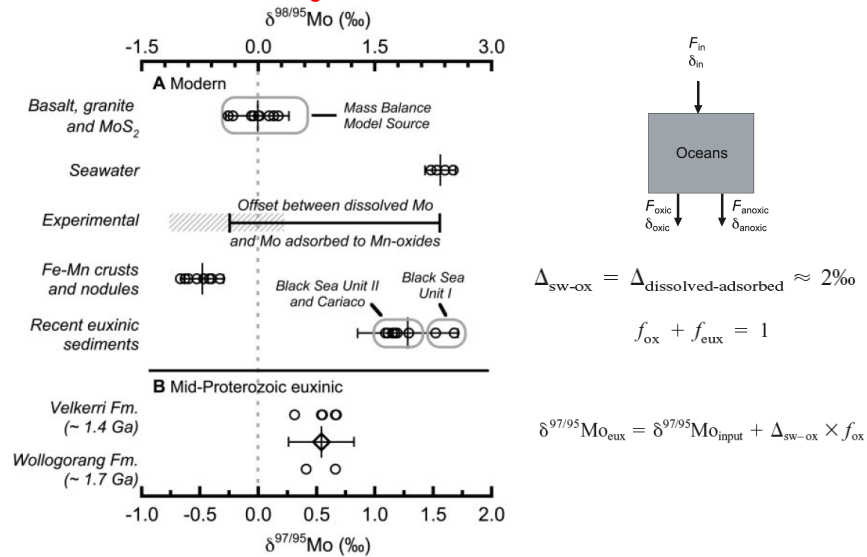 δ98/95Mo (‰)
-1.5 0.0 1.5 3.0
A Modern
Basalt, granite
and MoS2
Mass Balance
Model Source
Seawater
Experimental
Offset between dissolved Mo
and Mo adsorbed to Mn-oxides
Fe-Mn crusts
and nodules
Black Sea Unit II
and Cariaco
Black Sea
Unit I
Recent euxinic
sediments
B Mid-Proterozoic euxinic
Velkerri Fm.
(~ 1.4 Ga)
Wollogorang Fm.
(~ 1.7 Ga)
-1.0 -0.5 0.0 0.5 1.0 1.5 2.0
δ97/95Mo (‰)
Fin
δin
Oceans
Foxic
δoxic
Fanoxic
δanoxic
Δsw-ox = Δdissolved-adsorbed ≈ 2‰
fox + feux = 1
δ97/95Moeux = δ97/95Moinput + Δsw-ox × fox